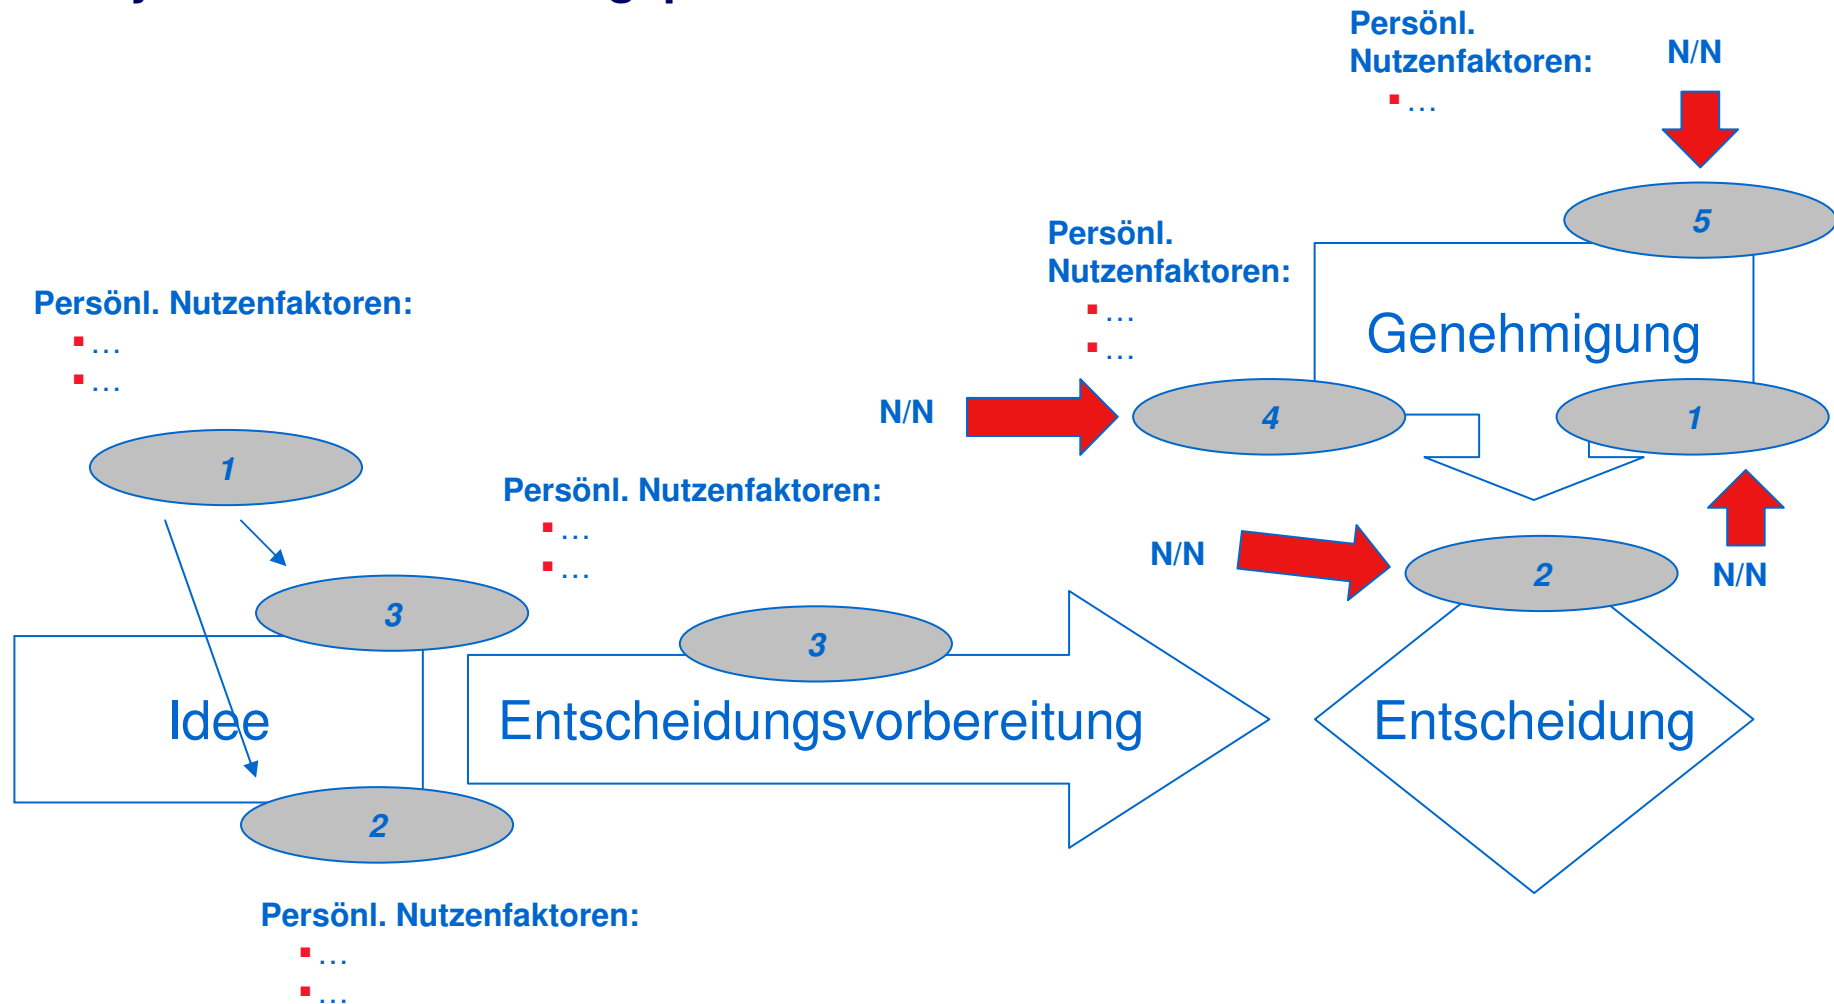 Persönl.
Nutzenfaktoren:
▪ …
N/N
5
Persönl.
Nutzenfaktoren:
▪ …
▪ …
Genehmigung
Persönl. Nutzenfaktoren:
▪ …
▪ …
N/N
4
1
1
Persönl. Nutzenfaktoren:
▪ …
▪ …
N/N
2
N/N
3
3
Idee
Entscheidungsvorbereitung
Entscheidung
2
Persönl. Nutzenfaktoren:
▪ …
▪ …